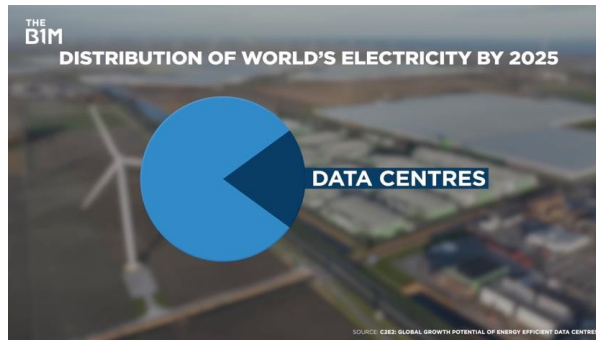 THE
B1M
DISTRIBUTION OF WORLD'S ELECTRICITY BY 2025
DATA CENTRES
SOURCE: C2E2: GLOBAL GROWTH POTENTIAL OF ENERGY EFFICIENT DATA CENTRES